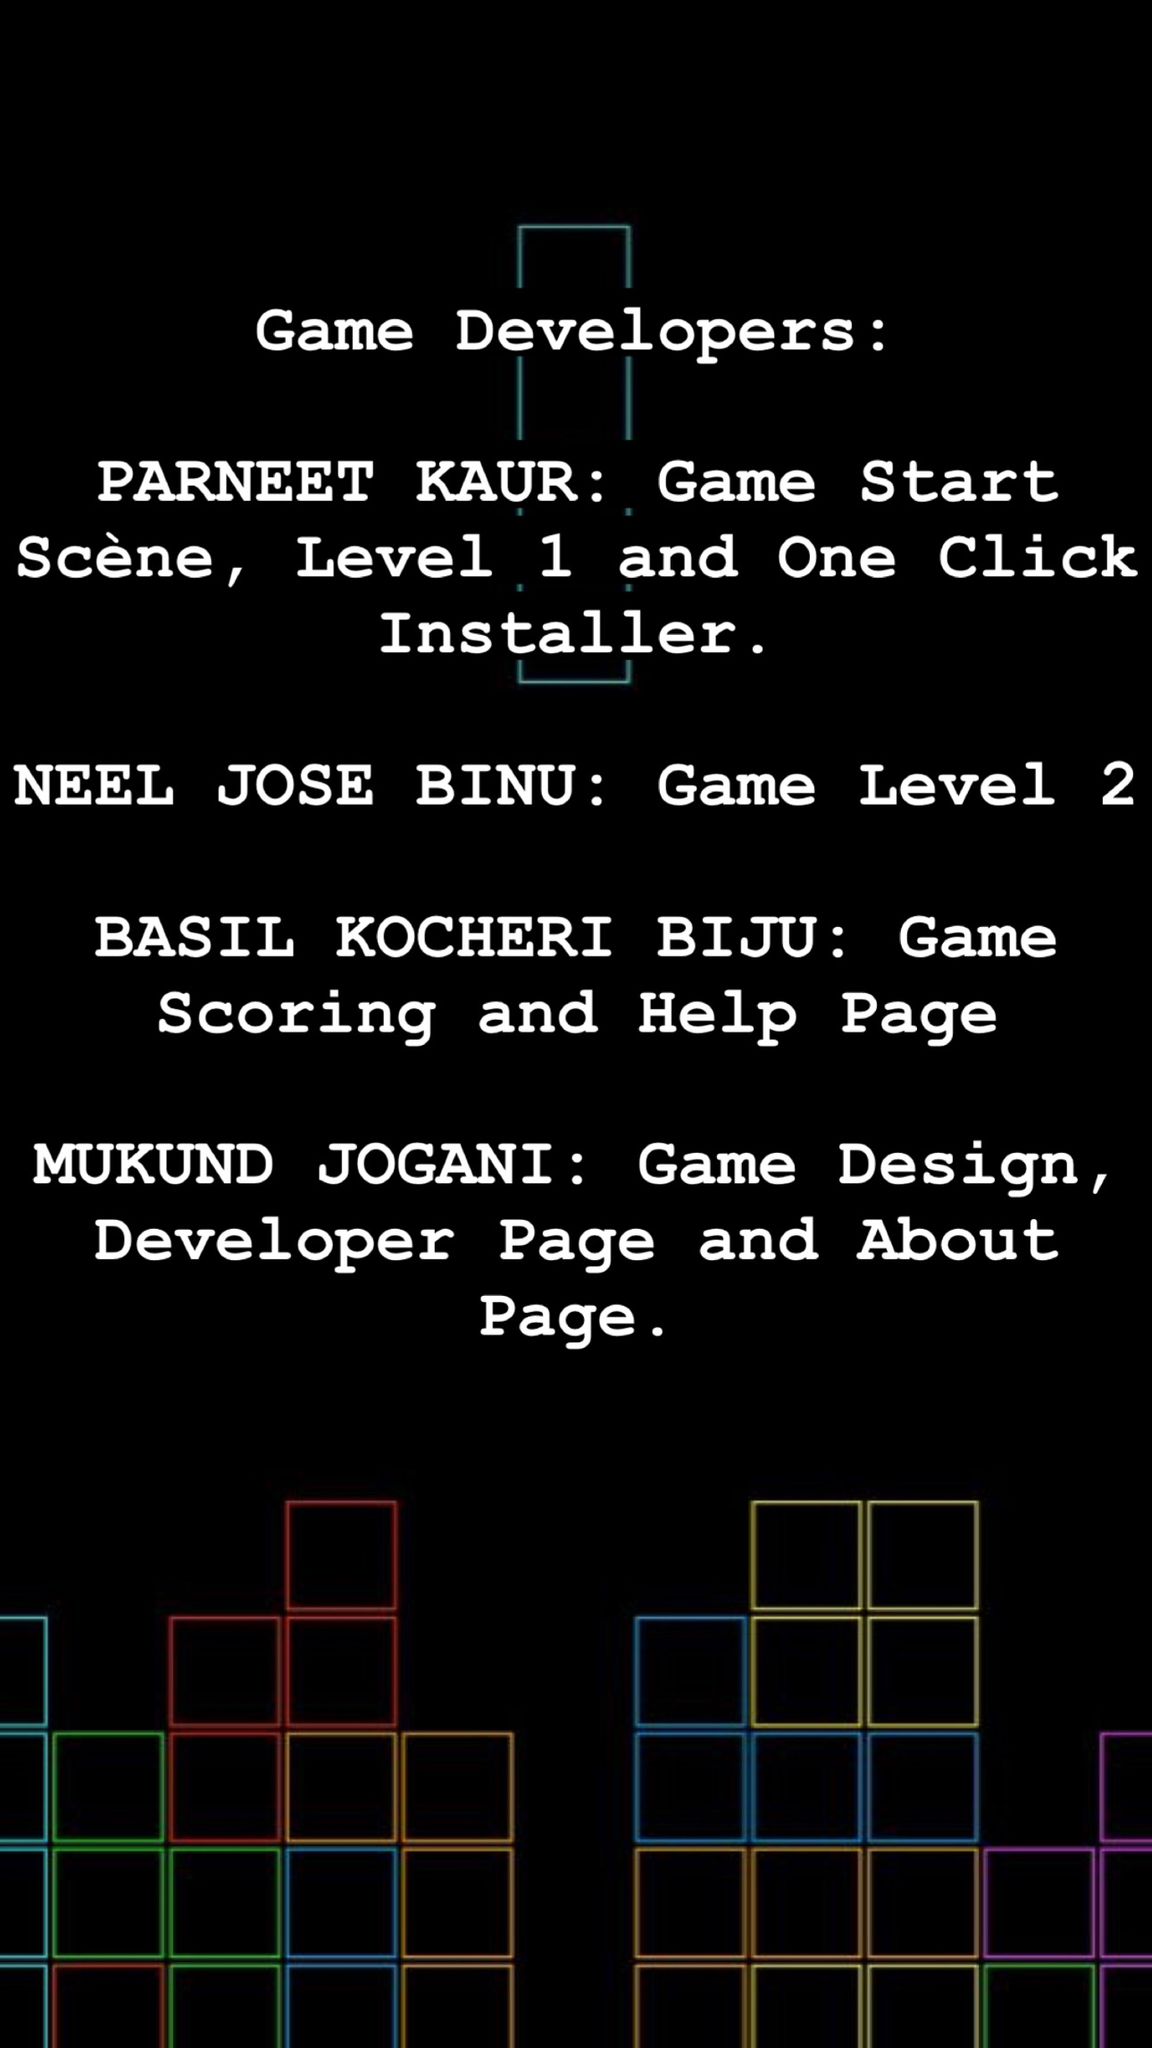 Game Developers:
PARNEET KAUR: Game Start
Scène, Level 1 and One Click
Installer.
NEEL JOSE BINU: Game Level 2
BASIL KOCHERI BIJU: Game
Scoring and Help Page
MUKUND JOGANI: Game Design,
Developer Page and About
Page.